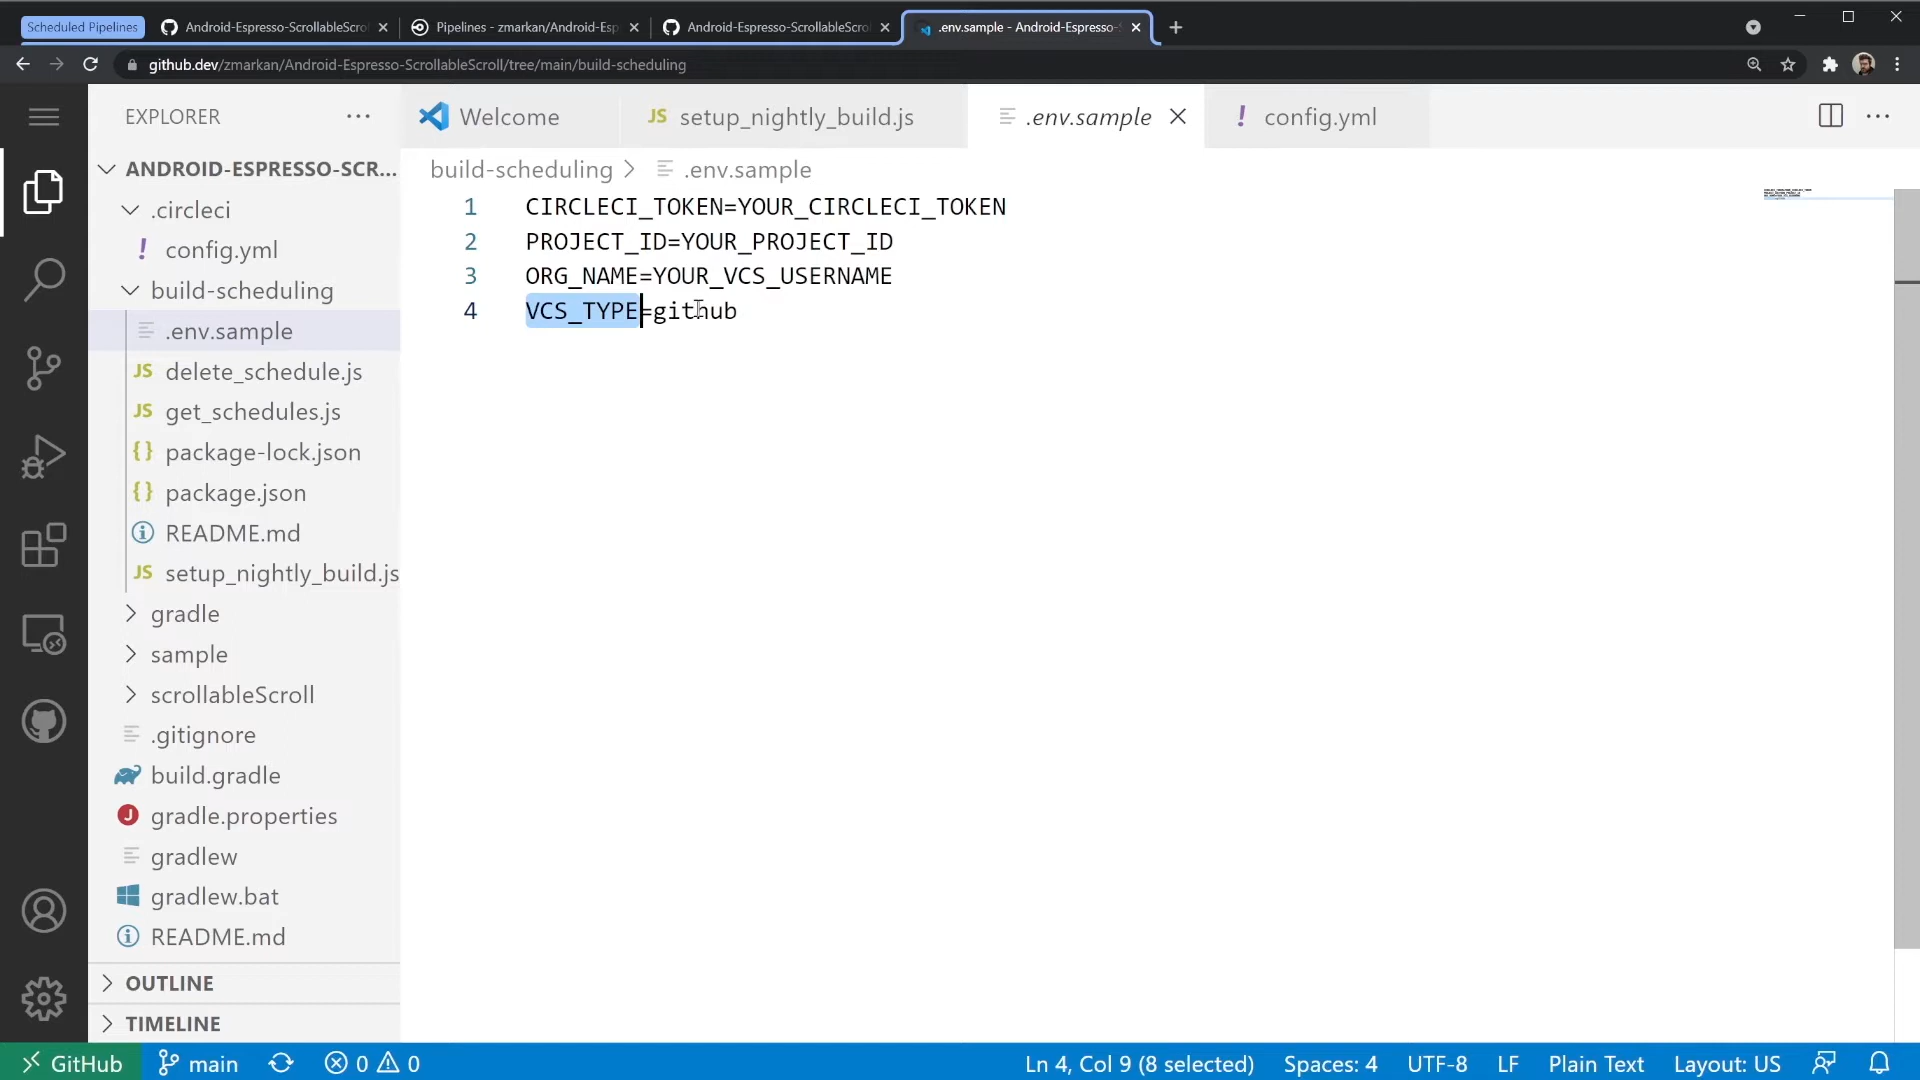 Scheduled Pipelines
Android-Espresso-ScrollableScro
Pipelines - zmarkan/Android-Esp
Android-Espresso-ScrollableScro
.env.sample - Android-Espresso-S
github.dev/zmarkan/Android-Espresso-ScrollableScroll/tree/main/build-scheduling
EXPLORER
Welcome
JS setup_nightly_build.js
.env.sample
! config.yml
ANDROID-ESPRESSO-SCR...
build-scheduling > .env.sample
.circleci
! config.yml
build-scheduling
.env.sample
JS delete_schedule.js
JS get_schedules.js
{} package-lock.json
{} package.json
README.md
JS setup_nightly_build.js
gradle
sample
scrollableScroll
.gitignore
build.gradle
gradle.properties
gradlew
gradlew.bat
README.md
OUTLINE
TIMELINE
1 CIRCLECI_TOKEN=YOUR_CIRCLECI_TOKEN
2 PROJECT_ID=YOUR_PROJECT_ID
3 ORG_NAME=YOUR_VCS_USERNAME
4 VCS_TYPE=github
GitHub main 0 0 Ln 4, Col 9 (8 selected) Spaces: 4 UTF-8 LF Plain Text Layout: US